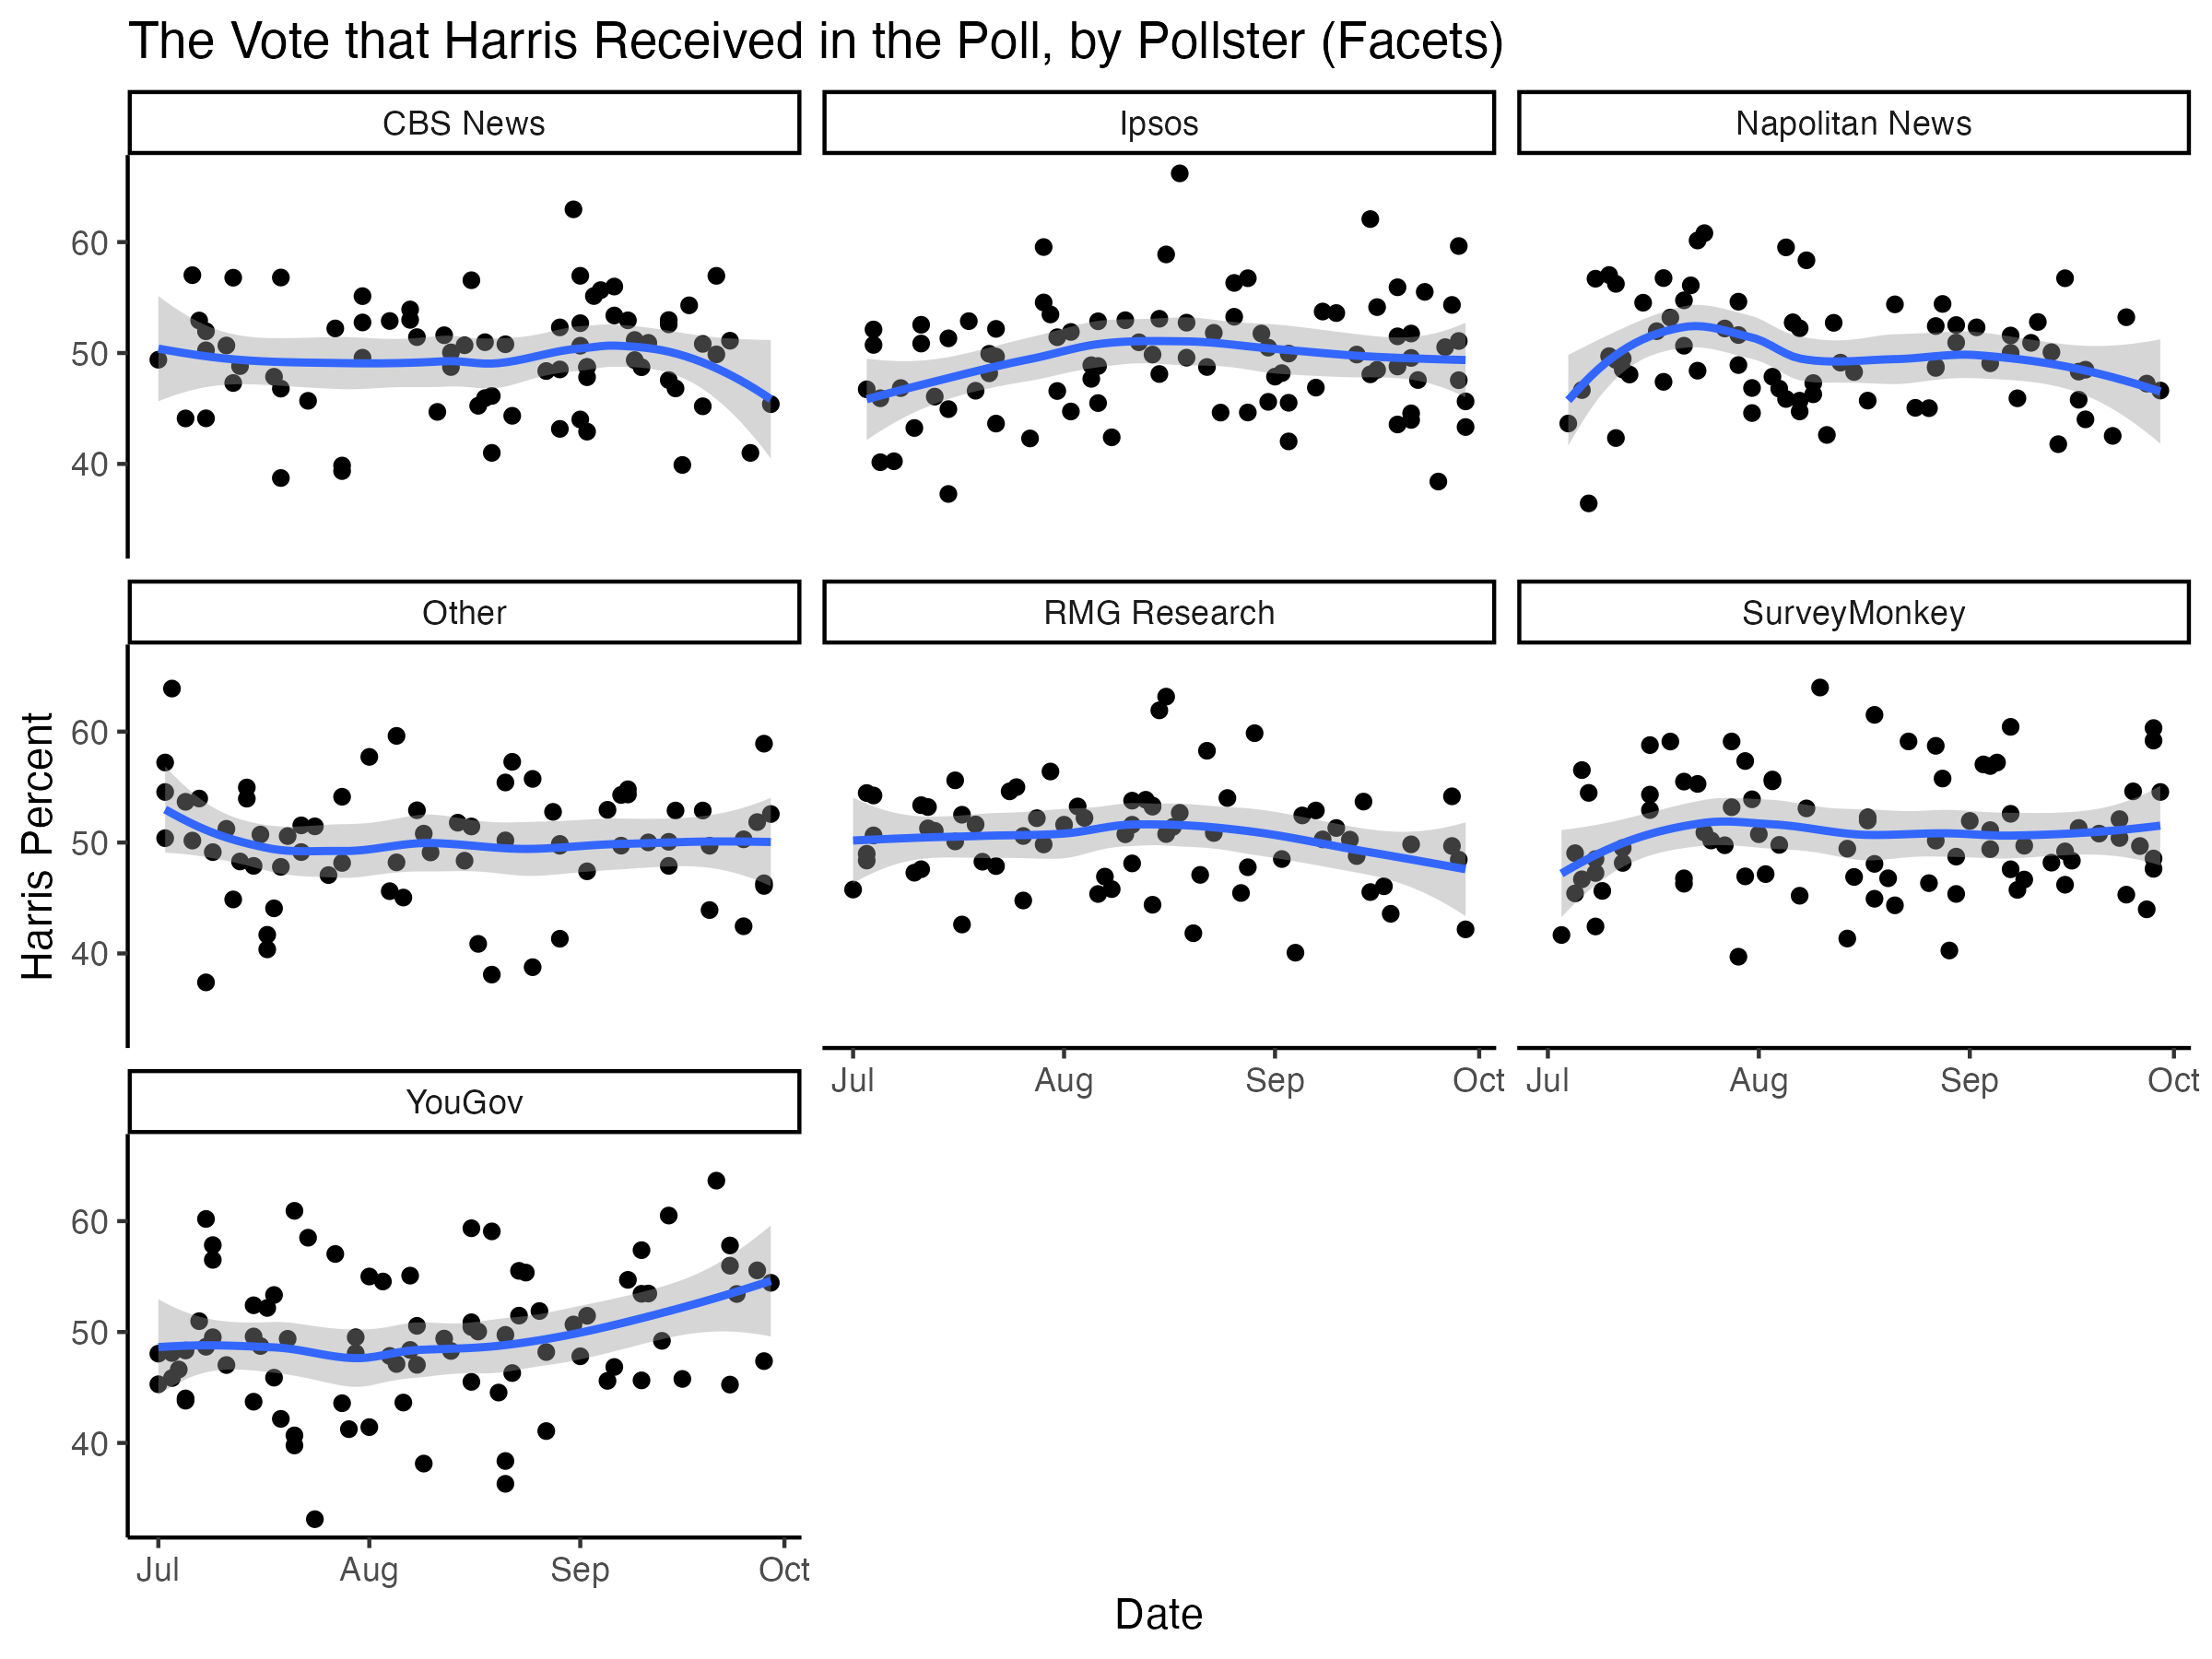 The Vote that Harris Received in the Poll, by Pollster (Facets)
CBS News
Ipsos
Napolitan News
60
50
40
Other
RMG Research
SurveyMonkey
60
50
40
Harris Percent
Jul Aug Sep Oct
Jul Aug Sep Oct
YouGov
60
50
40
Jul Aug Sep Oct
Date